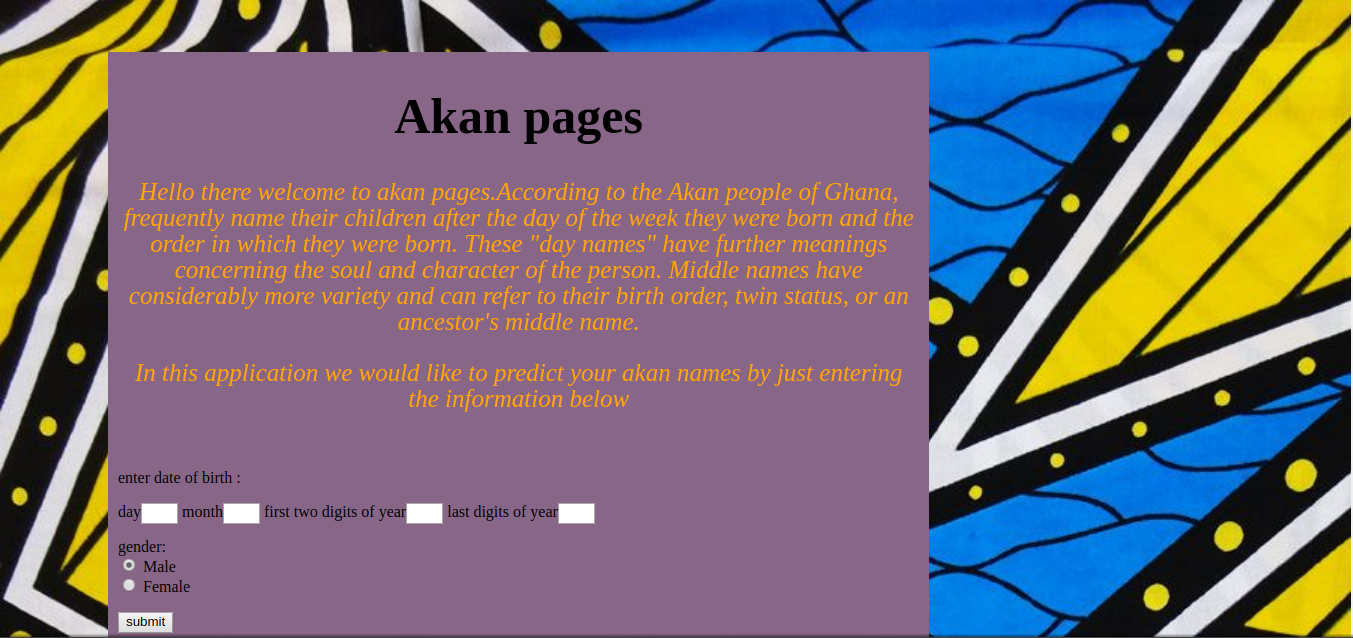 Akan pages
Hello there welcome to akan pages.According to the Akan people of Ghana,
frequently name their children after the day of the week they were born and the
order in which they were born. These "day names" have further meanings
concerning the soul and character of the person. Middle names have
considerably more variety and can refer to their birth order, twin status, or an
ancestor's middle name.
In this application we would like to predict your akan names by just entering
the information below
enter date of birth :
day month first two digits of year last digits of year
gender:
Male
Female
submit